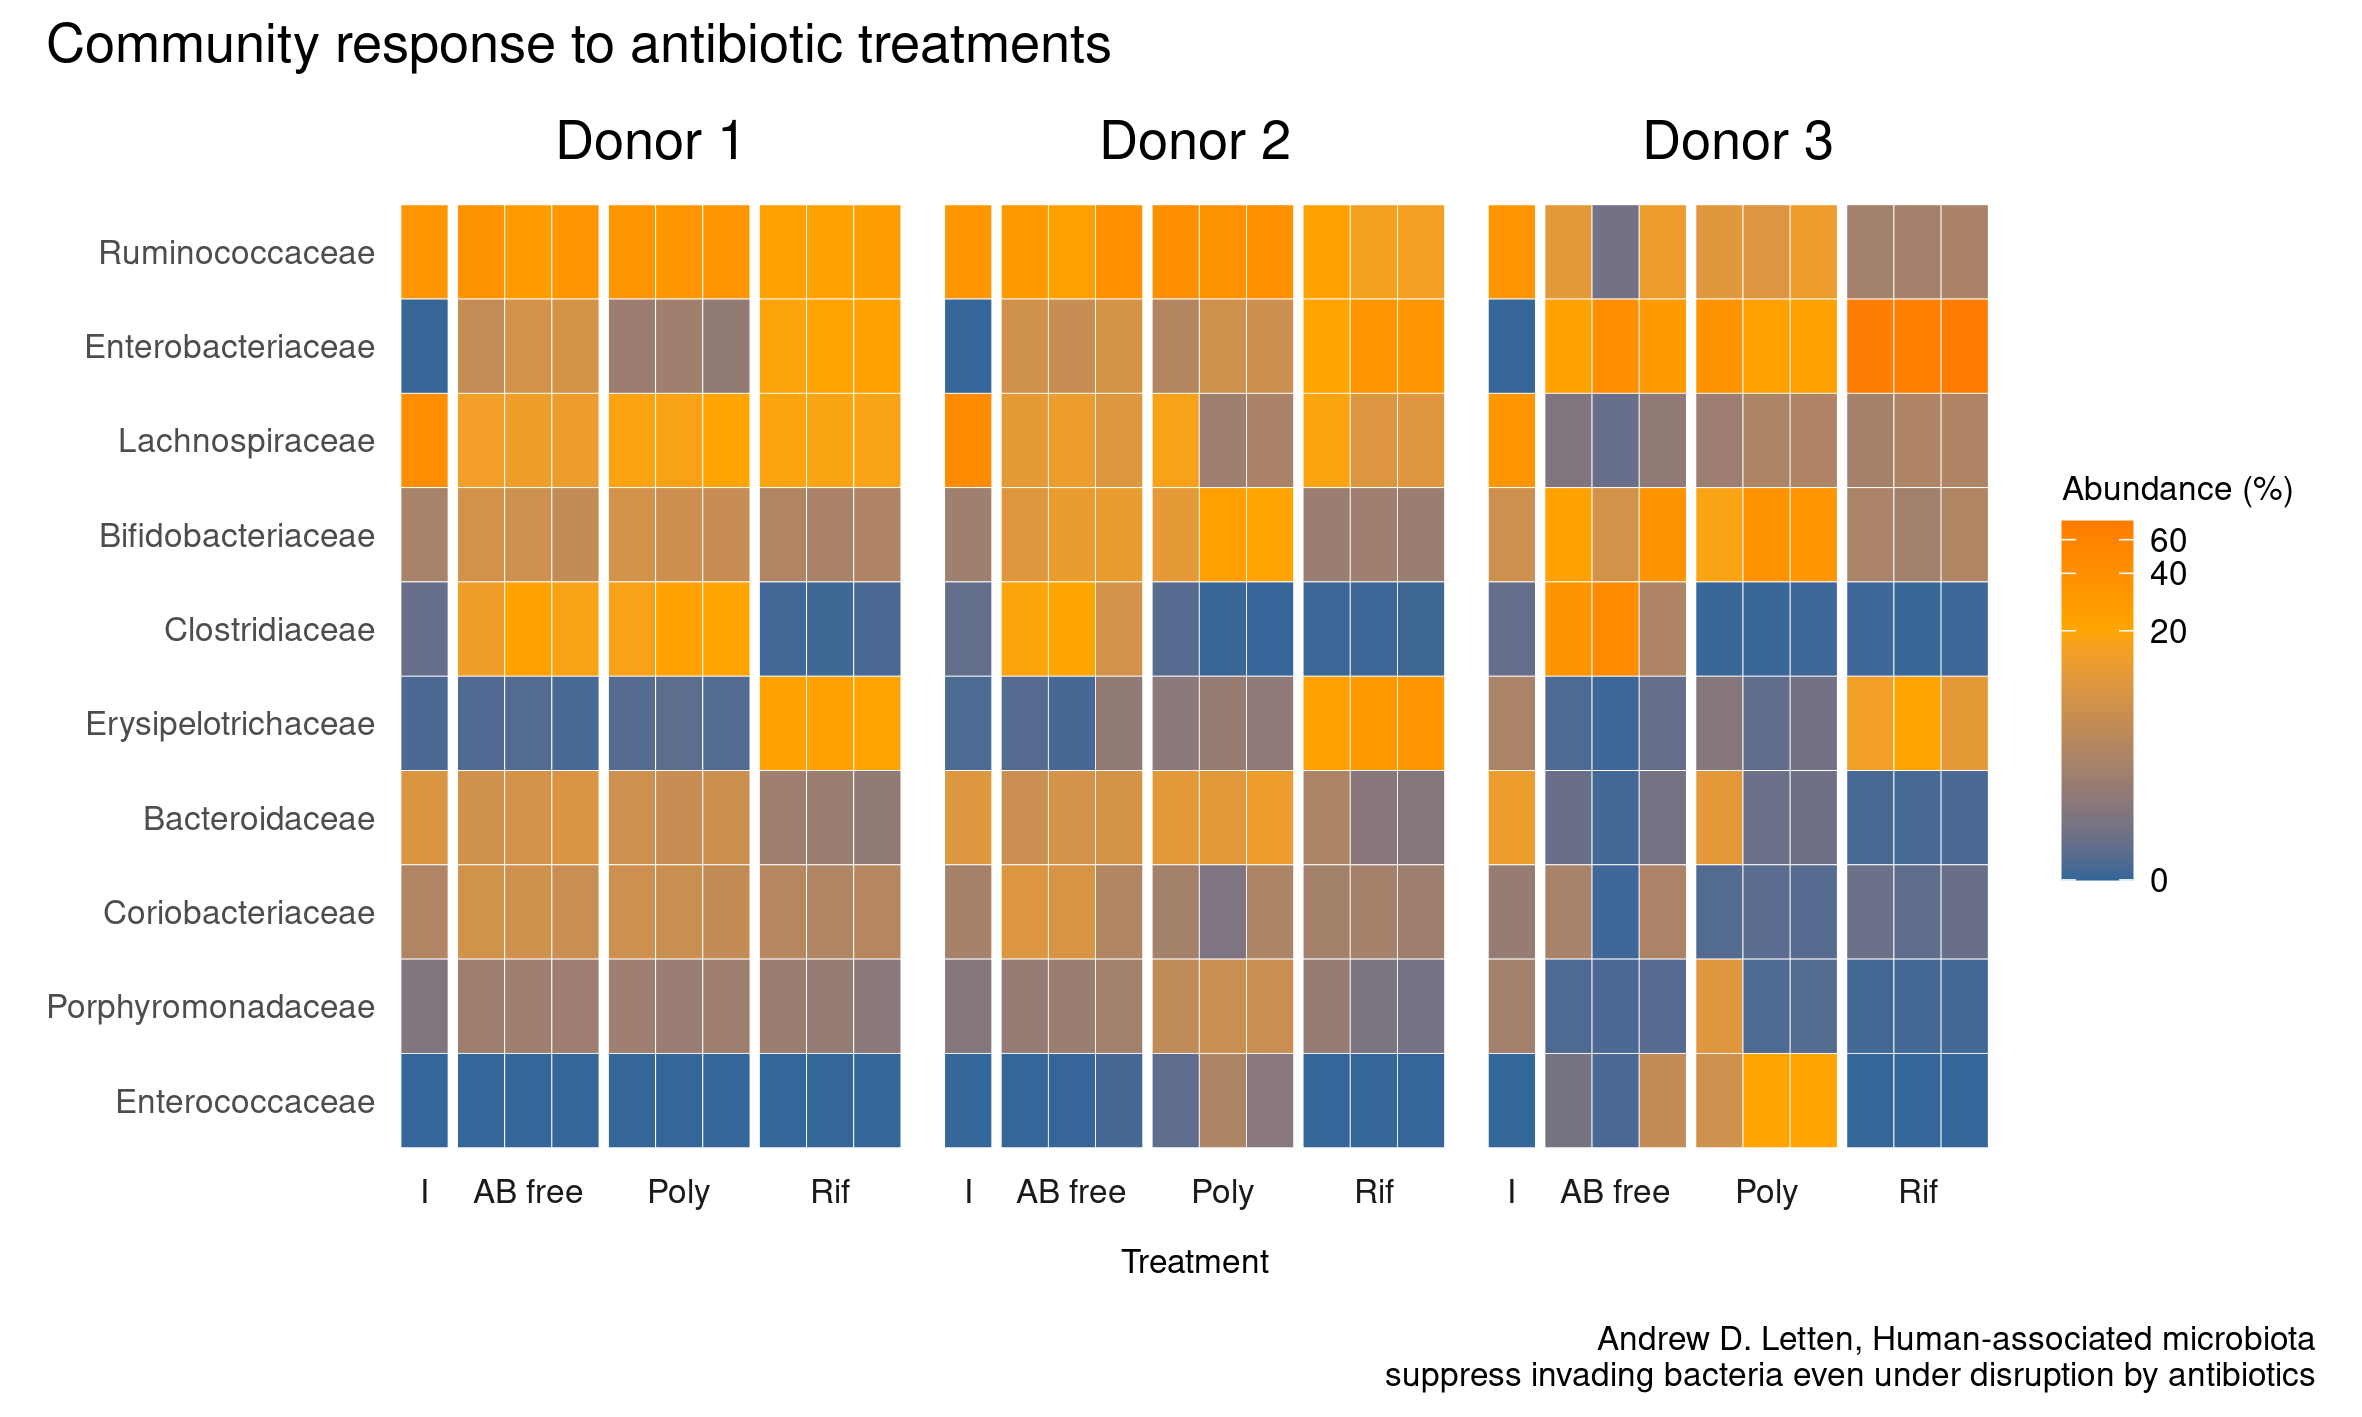 Community response to antibiotic treatments
Donor 1
Donor 2
Donor 3
Ruminococcaceae
Enterobacteriaceae
Lachnospiraceae
Bifidobacteriaceae
Clostridiaceae
Erysipelotrichaceae
Bacteroidaceae
Coriobacteriaceae
Porphyromonadaceae
Enterococcaceae
I AB free Poly Rif
I AB free Poly Rif
I AB free Poly Rif
Treatment
Abundance (%)
60
40
20
0
Andrew D. Letten, Human-associated microbiota
suppress invading bacteria even under disruption by antibiotics